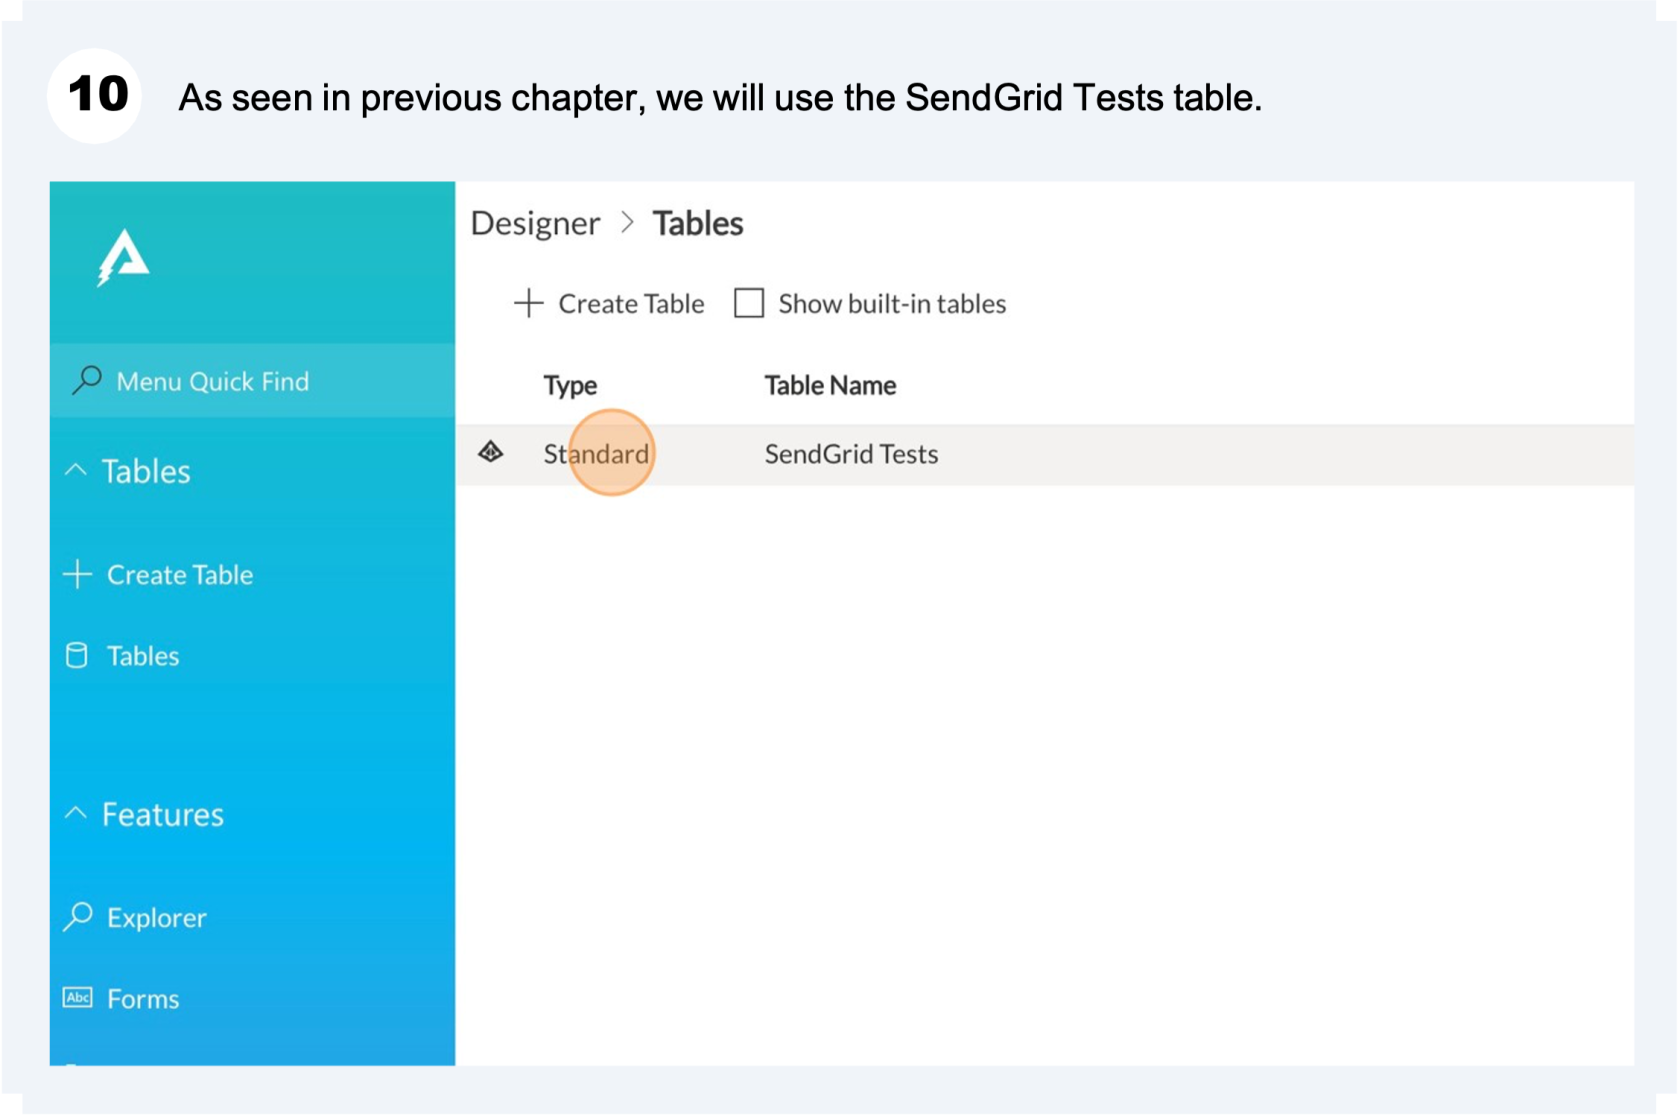 10 As seen in previous chapter, we will use the SendGrid Tests table.
Designer > Tables
+ Create Table Show built-in tables
Menu Quick Find
Type Table Name
Standard SendGrid Tests
Tables
+ Create Table
Tables
Features
Explorer
Abc Forms